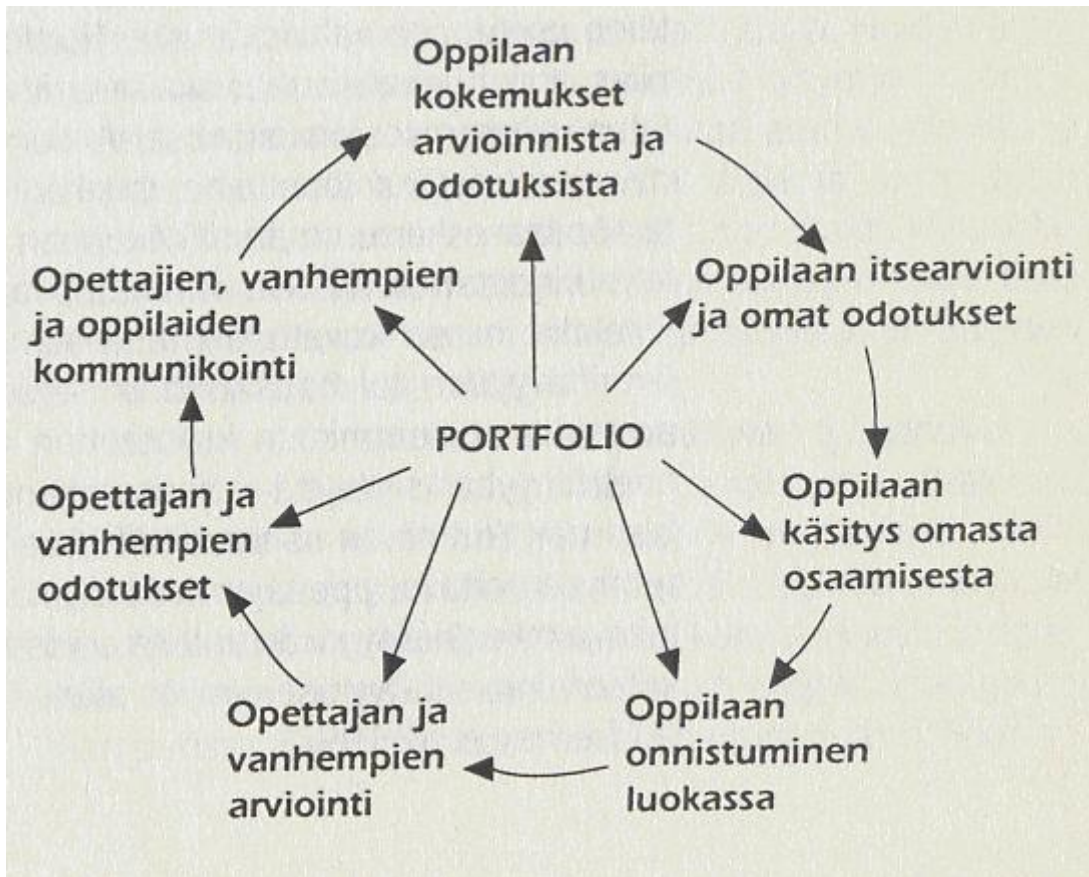 Oppilaan
kokemukset
arvioinnista ja
odotuksista
Oppilaan itsearviointi
ja omat odotukset
Oppilaan
käsitys omasta
osaamisesta
Oppilaan
onnistuminen
luokassa
Opettajan ja
vanhempien
arviointi
Opettajan ja
vanhempien
odotukset
Opettajien, vanhempien
ja oppilaiden
kommunikointi
PORTFOLIO